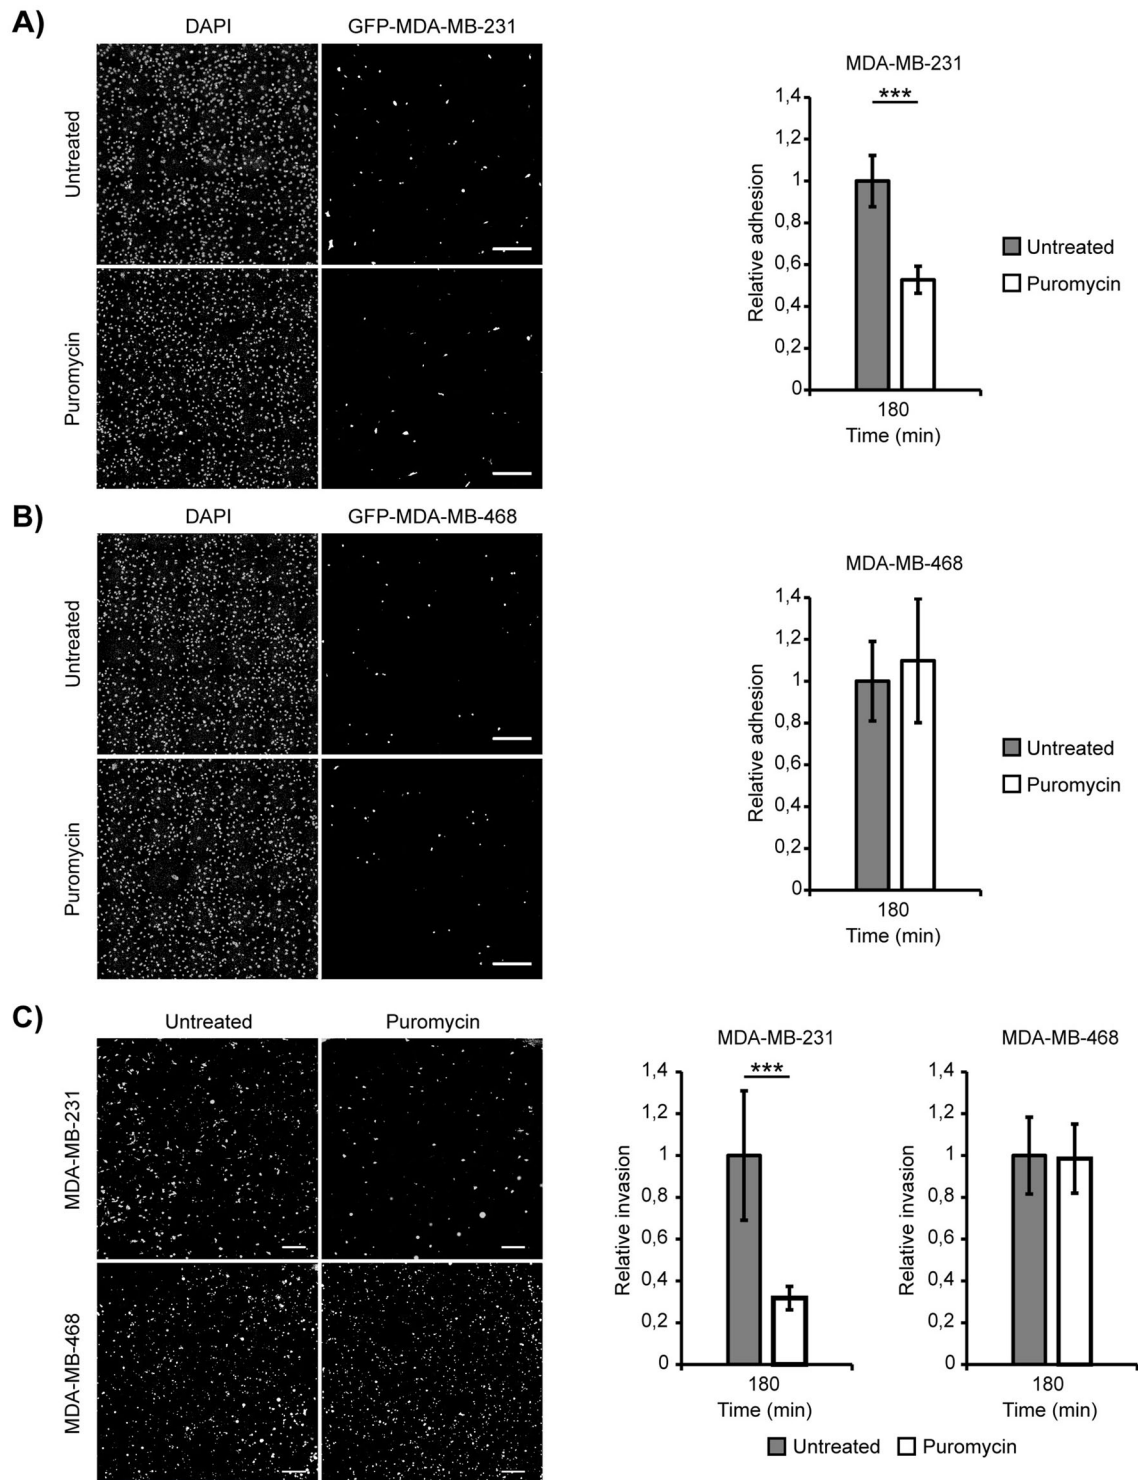 A)
DAPI
GFP-MDA-MB-231
Untreated
Puromycin
MDA-MB-231
1,4
1,2
1
0,8
0,6
0,4
0,2
0
Relative adhesion
***
180
Time (min)
Untreated
Puromycin
B)
DAPI
GFP-MDA-MB-468
Untreated
Puromycin
MDA-MB-468
1,4
1,2
1
0,8
0,6
0,4
0,2
0
Relative adhesion
180
Time (min)
Untreated
Puromycin
C)
Untreated
Puromycin
MDA-MB-231
MDA-MB-468
MDA-MB-231
1,4
1,2
1
0,8
0,6
0,4
0,2
0
Relative invasion
***
180
Time (min)
MDA-MB-468
1,4
1,2
1
0,8
0,6
0,4
0,2
0
Relative invasion
180
Time (min)
Untreated
Puromycin